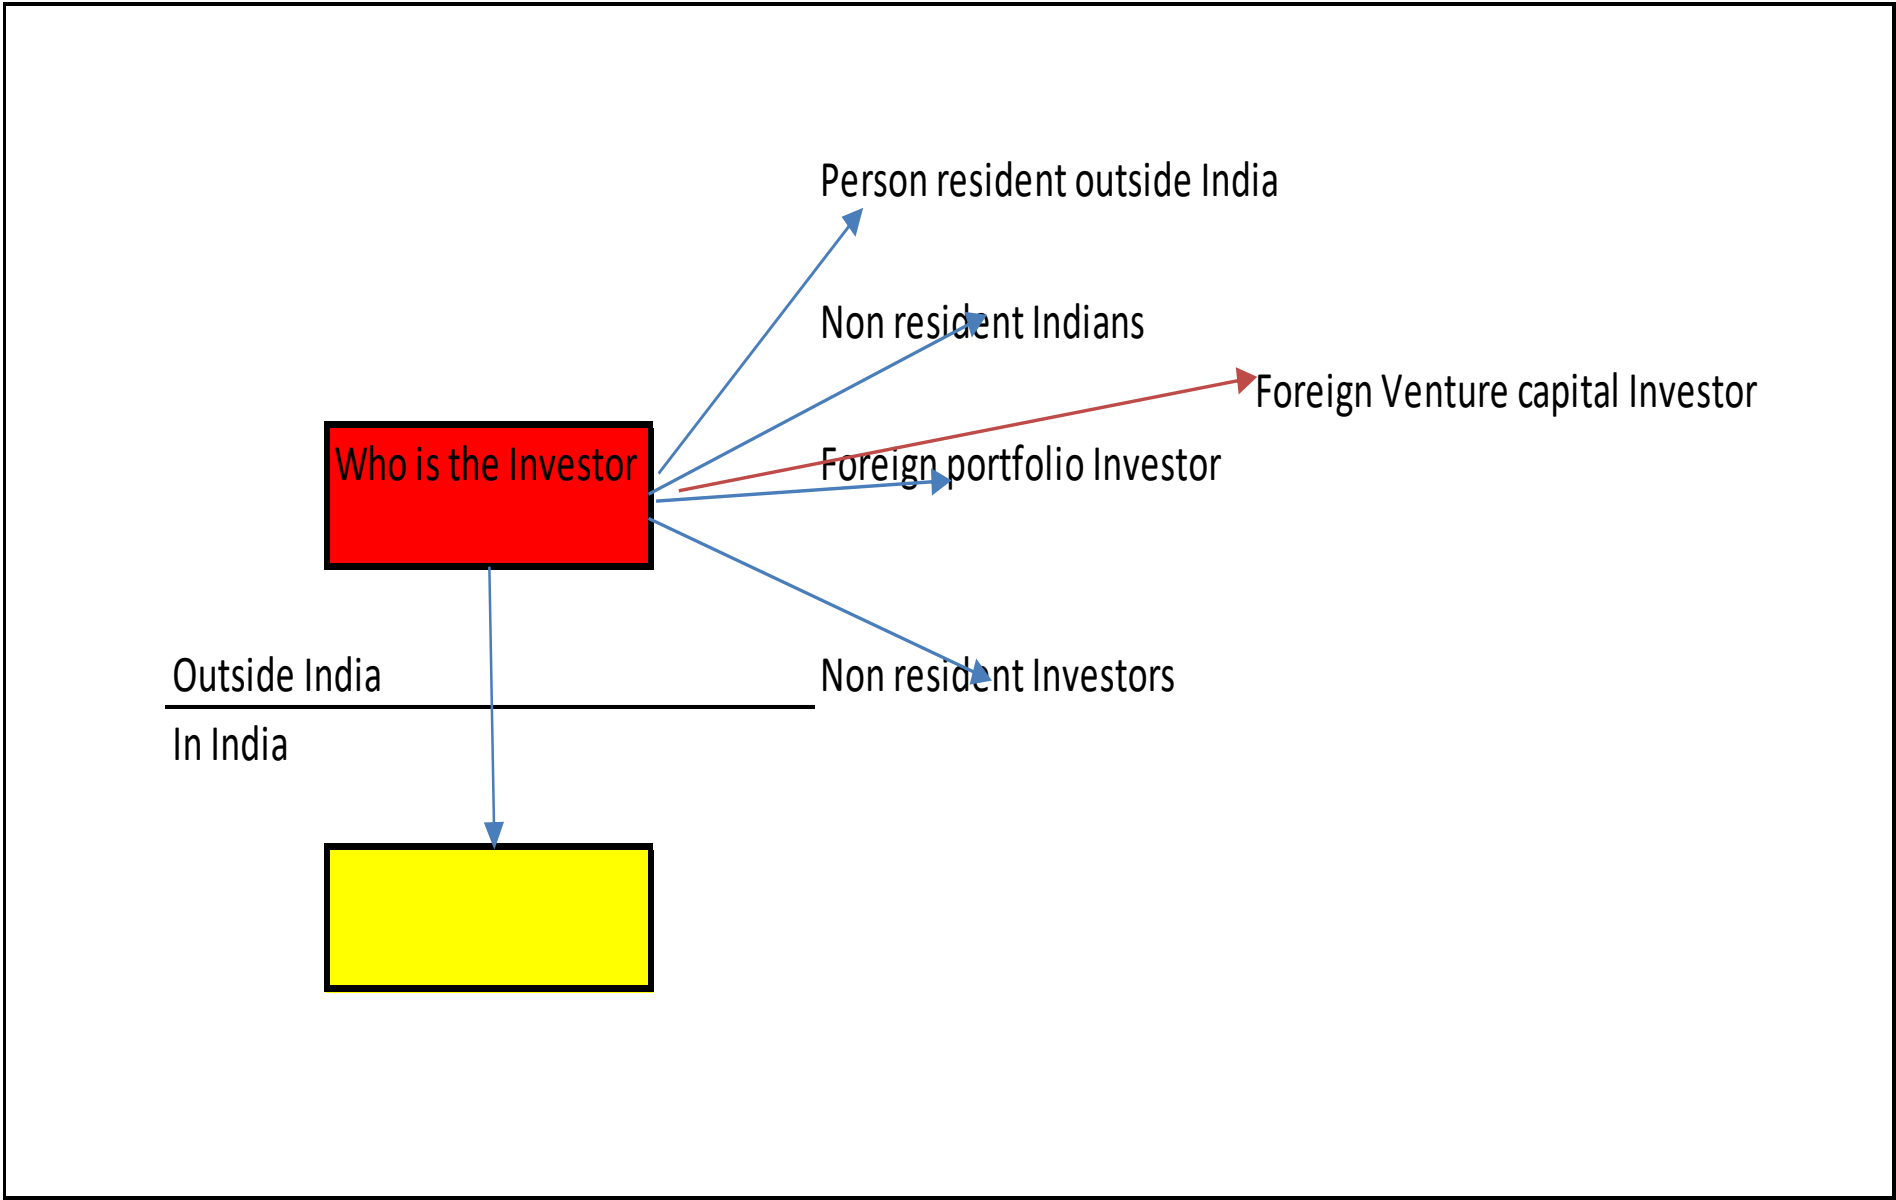 Person resident outside India
Non resident Indians
Foreign Venture capital Investor
Who is the Investor
Foreign portfolio Investor
Outside India
Non resident Investors
In India